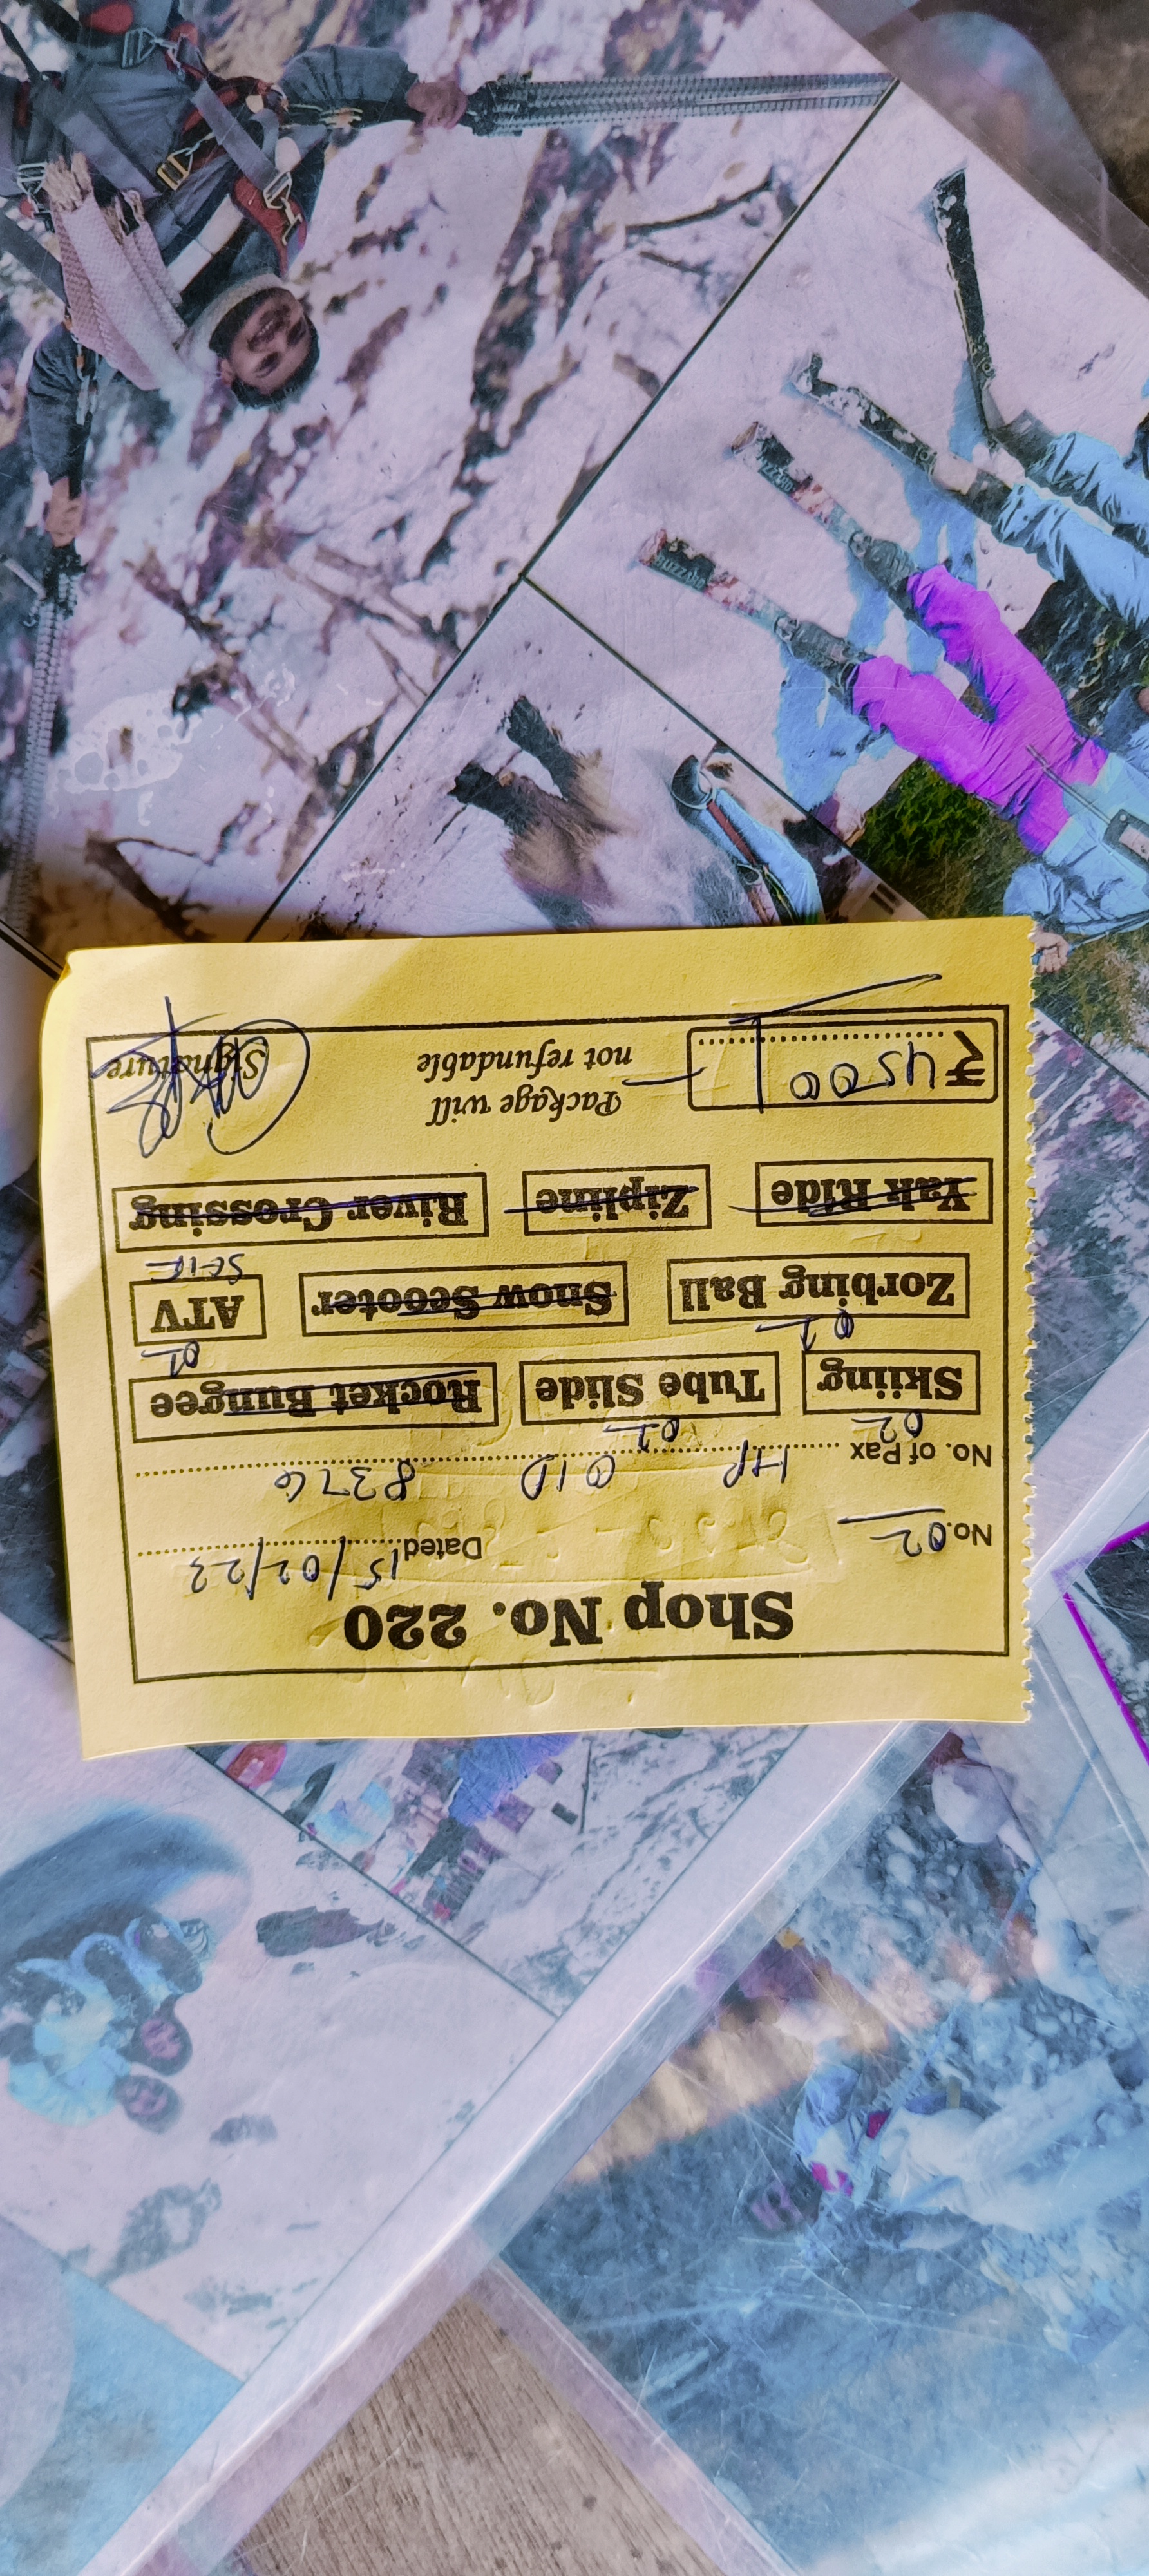 Shop No. 220
No. 02 Dated 15/02/23
No. of Pax HP 01D 8376
02 01 01
Skiing Tube Slide Rocket Bungee
01
Zorbing Ball Snow Scooter ATV
self
Yak Ride Zipline River Crossing
₹ 4500 Package will not refundable Signature
BUZZARD